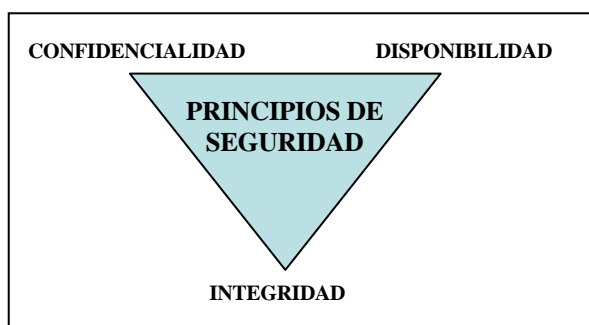 CONFIDENCIALIDAD
DISPONIBILIDAD
PRINCIPIOS DE
SEGURIDAD
INTEGRIDAD